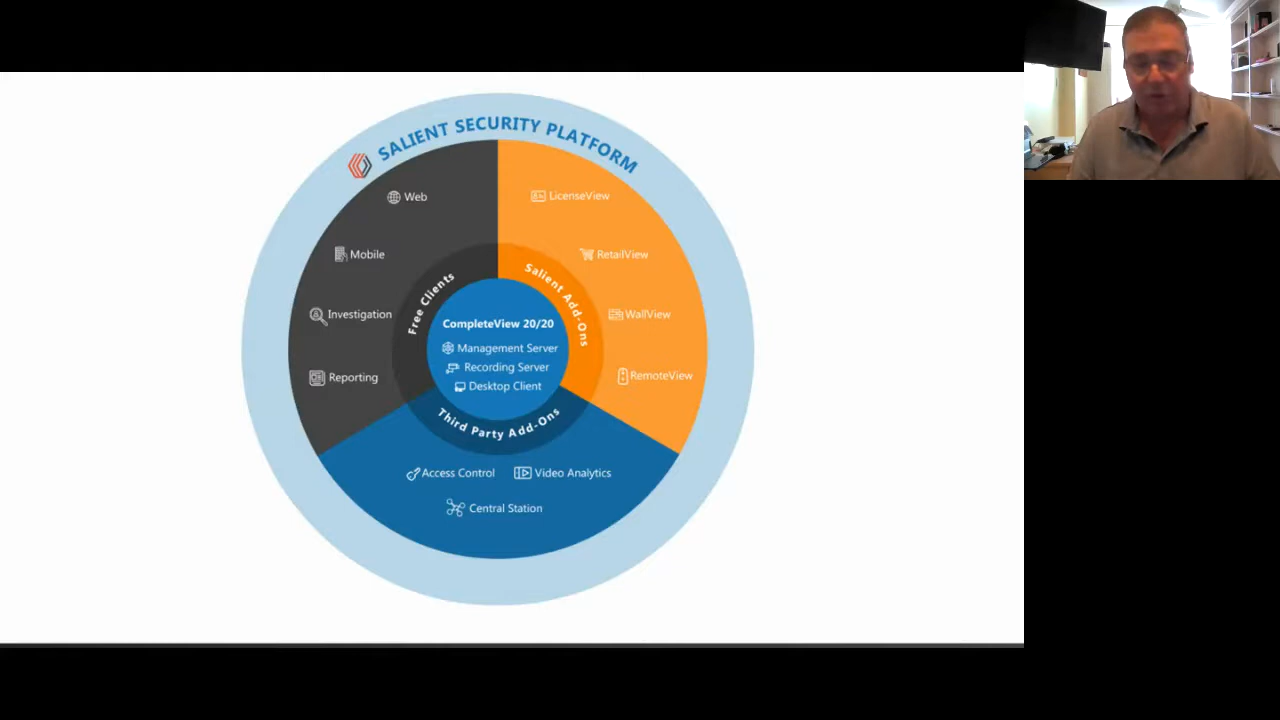 SALIENT SECURITY PLATFORM
Web
Mobile
Investigation
Reporting
Free Clients
LicenseView
RetailView
WallView
RemoteView
Salient Add-Ons
CompleteView 20/20
Management Server
Recording Server
Desktop Client
Third Party Add-Ons
Access Control
Video Analytics
Central Station